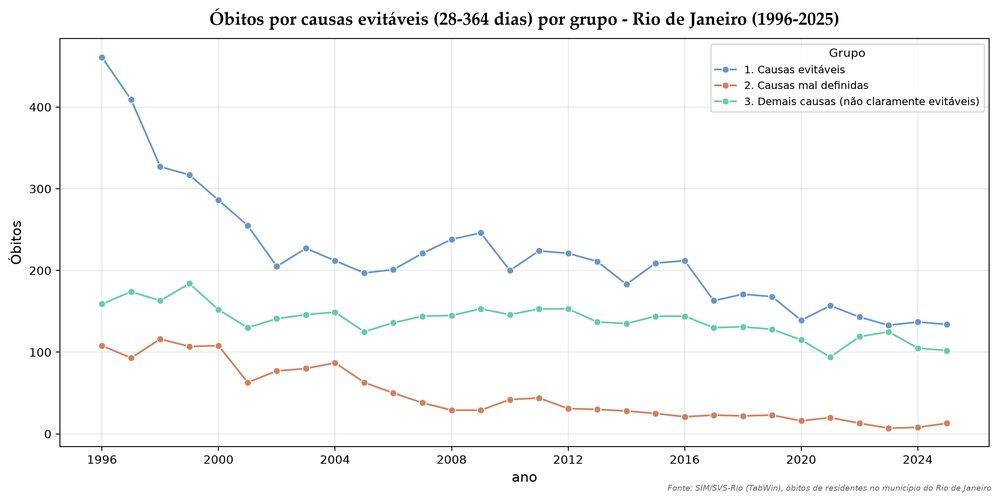 Óbitos por causas evitáveis (28-364 dias) por grupo - Rio de Janeiro (1996-2025)
Óbitos
400
300
200
100
0
Grupo
1. Causas evitáveis
2. Causas mal definidas
3. Demais causas (não claramente evitáveis)
1996 2000 2004 2008 2012 2016 2020 2024
ano
Fonte: SIM/SVS-Rio (TabWin), óbitos de residentes no município do Rio de Janeiro